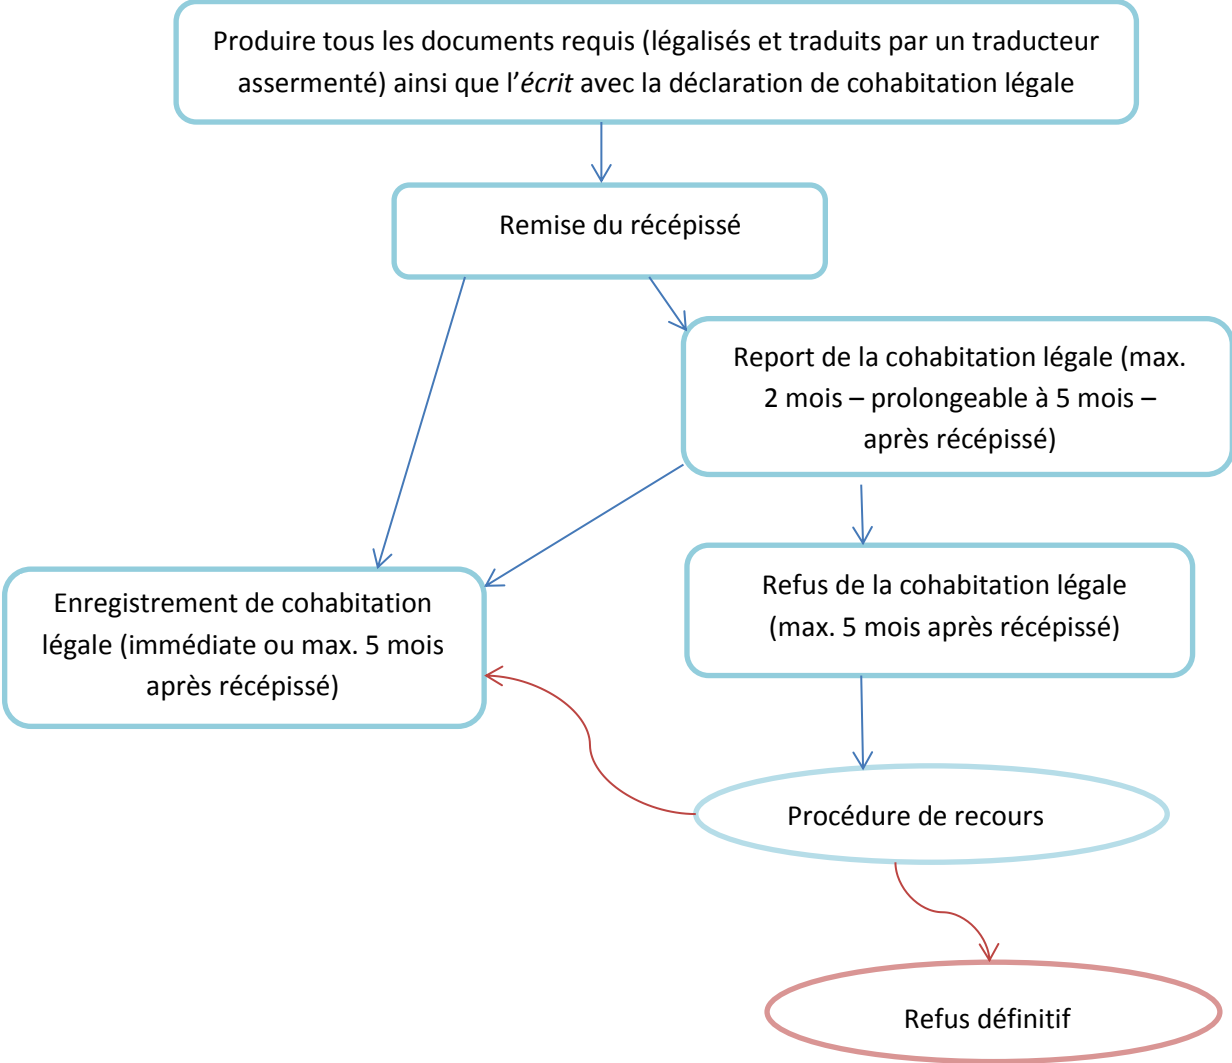 Produire tous les documents requis (légalisés et traduits par un traducteur
assermenté) ainsi que l’écrit avec la déclaration de cohabitation légale
Remise du récépissé
Report de la cohabitation légale (max.
2 mois – prolongeable à 5 mois –
après récépissé)
Enregistrement de cohabitation
légale (immédiate ou max. 5 mois
après récépissé)
Refus de la cohabitation légale
(max. 5 mois après récépissé)
Procédure de recours
Refus définitif